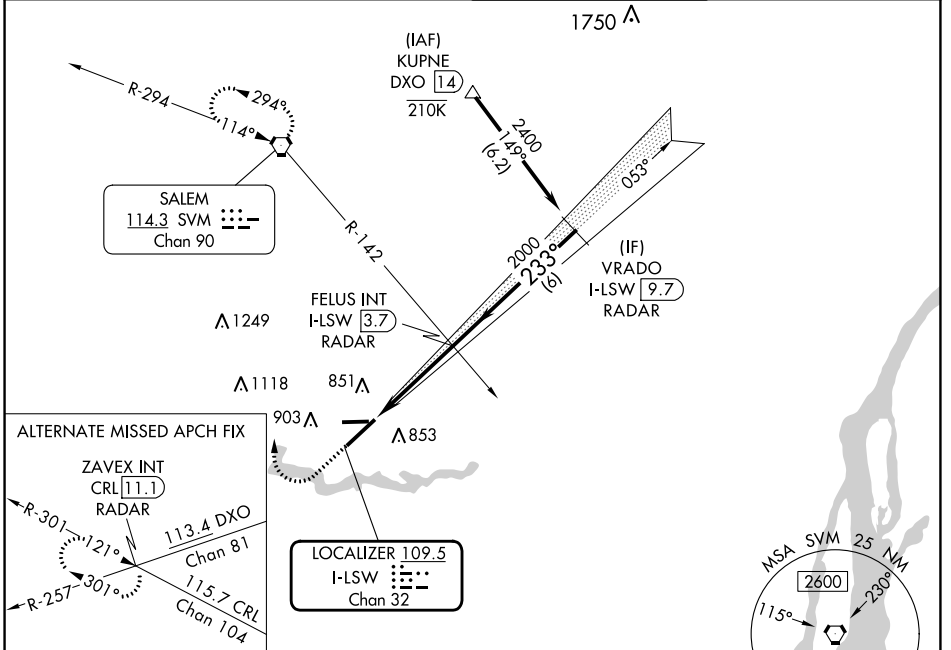 1750
(IAF)
KUPNE
DXO 14
210K
R-294
294°
114°
2400
149°
(6.2)
053°
SALEM
114.3 SVM
Chan 90
R-142
2000
233°
(6)
(IF)
VRADO
I-LSW 9.7
RADAR
FELUS INT
I-LSW 3.7
RADAR
1249
1118
851
903
853
ALTERNATE MISSED APCH FIX
ZAVEX INT
CRL 11.1
RADAR
R-301
121°
113.4 DXO
Chan 81
301°
R-257
115.7 CRL
Chan 104
LOCALIZER 109.5
I-LSW
Chan 32
MSA SVM 25 NM
2600
115°
230°